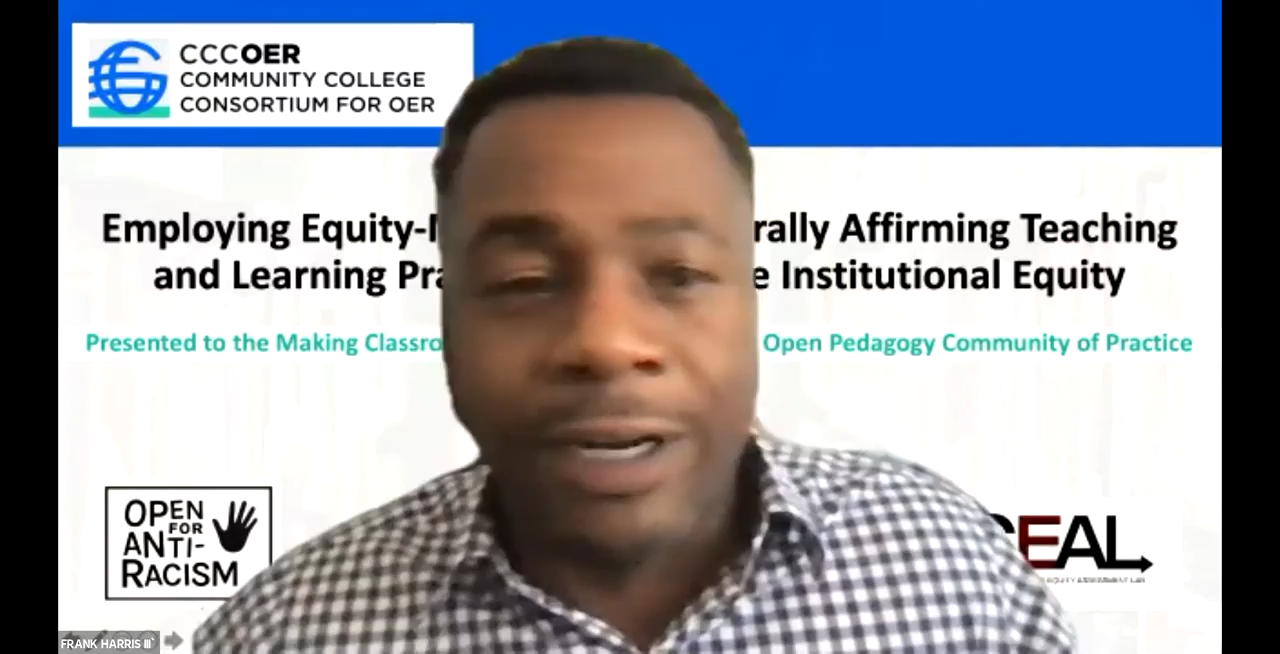 CCCOER
COMMUNITY COLLEGE
CONSORTIUM FOR OER
Employing Equity- rally Affirming Teaching
and Learning Pra e Institutional Equity
Presented to the Making Classro Open Pedagogy Community of Practice
OPEN
FOR
ANTI-
RACISM
EAL
FRANK HARRIS III